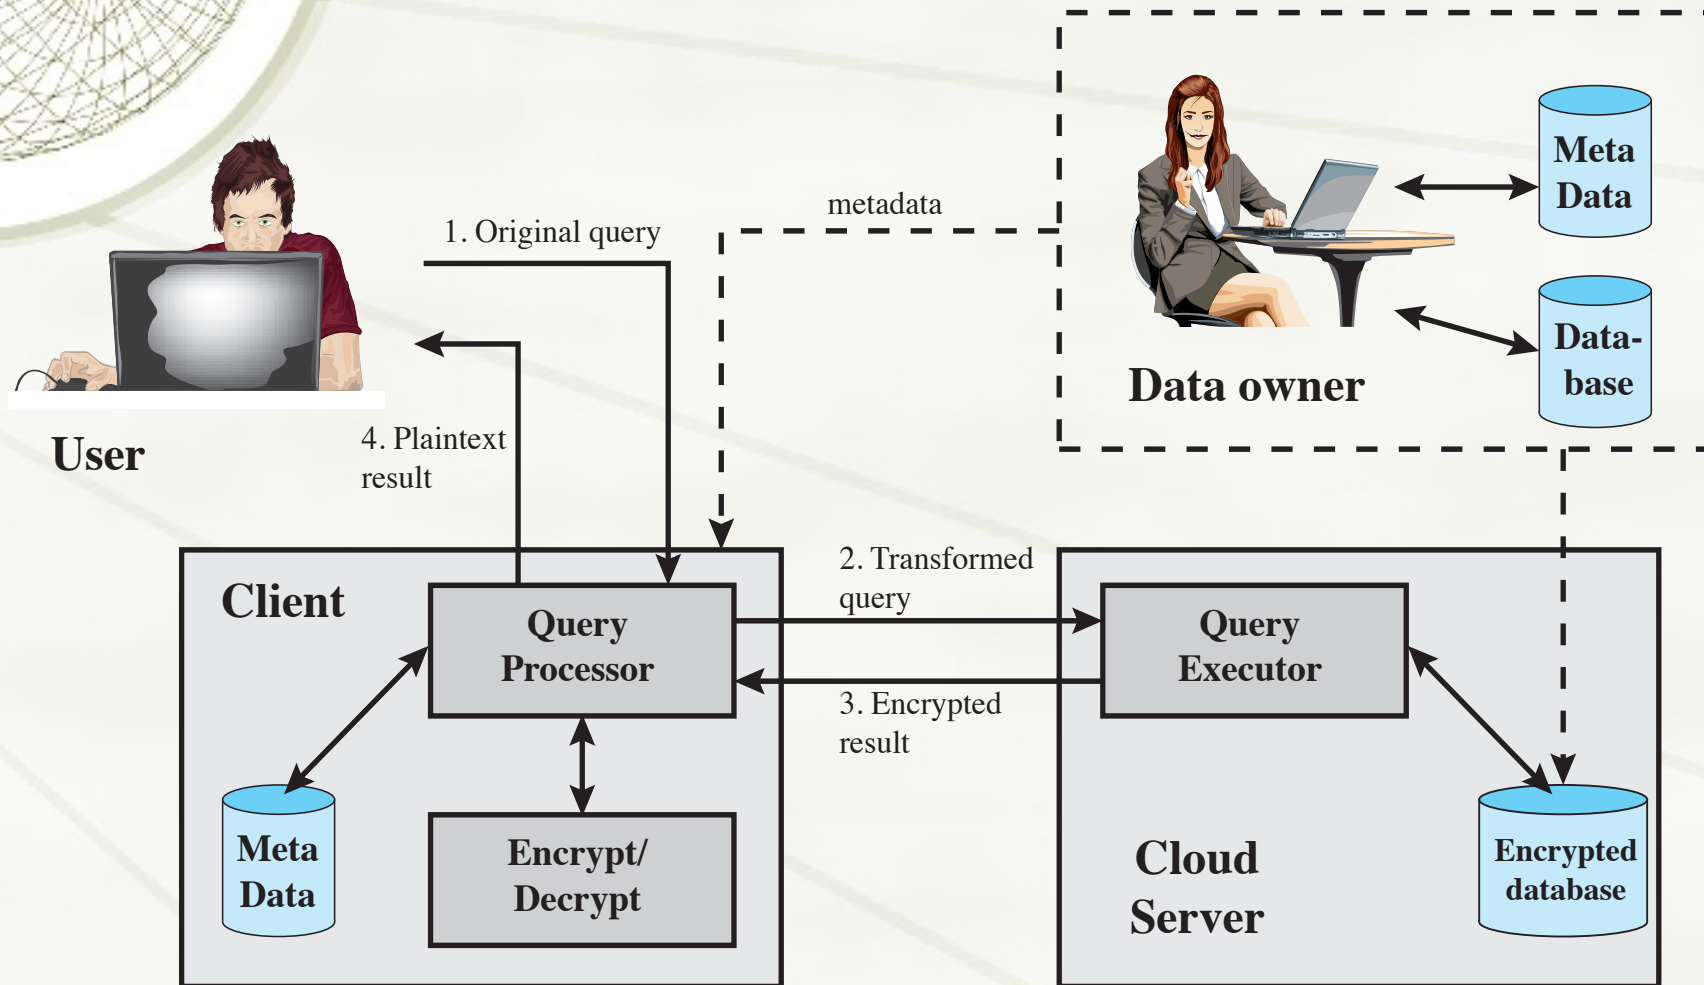 1. Original query
metadata
Meta
Data
Data-
base
Data owner
User
4. Plaintext
result
Client
Query
Processor
2. Transformed
query
3. Encrypted
result
Query
Executor
Meta
Data
Encrypt/
Decrypt
Cloud
Server
Encrypted
database